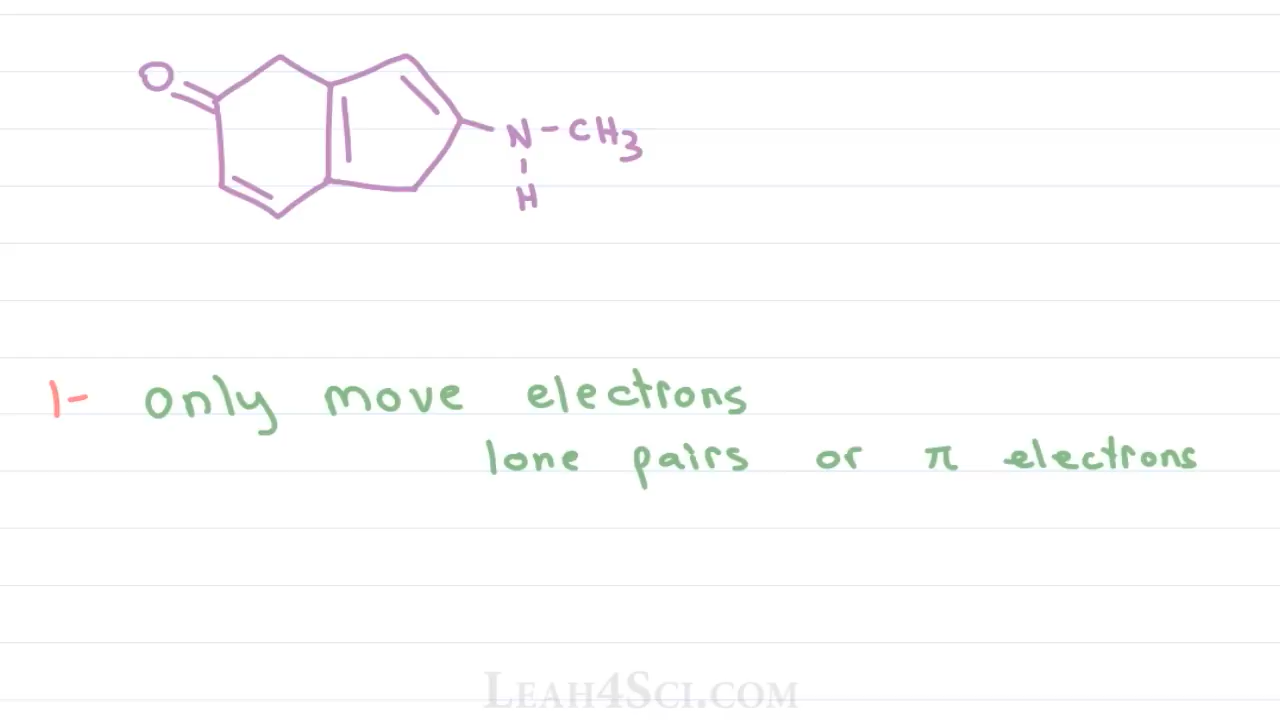 O
N-CH3
H
1- only move electrons
lone pairs or π electrons
LEAH4SCI.COM